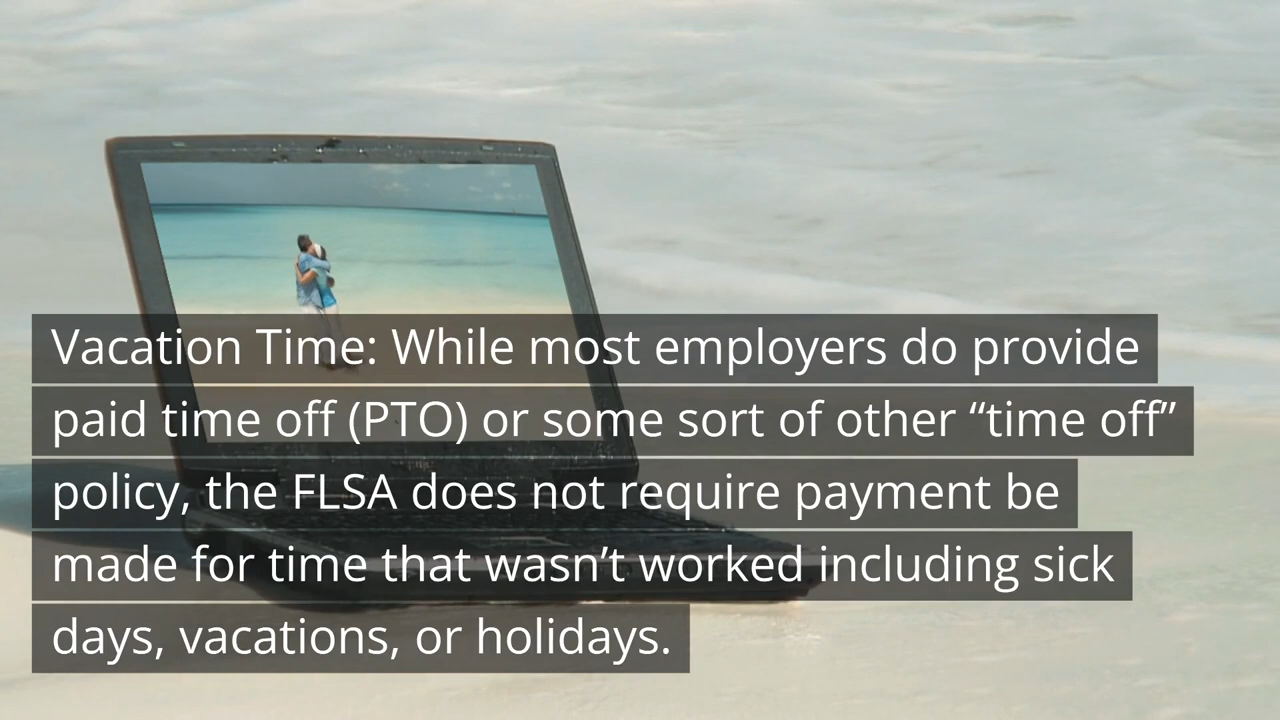 Vacation Time: While most employers do provide
paid time off (PTO) or some sort of other “time off”
policy, the FLSA does not require payment be
made for time that wasn’t worked including sick
days, vacations, or holidays.